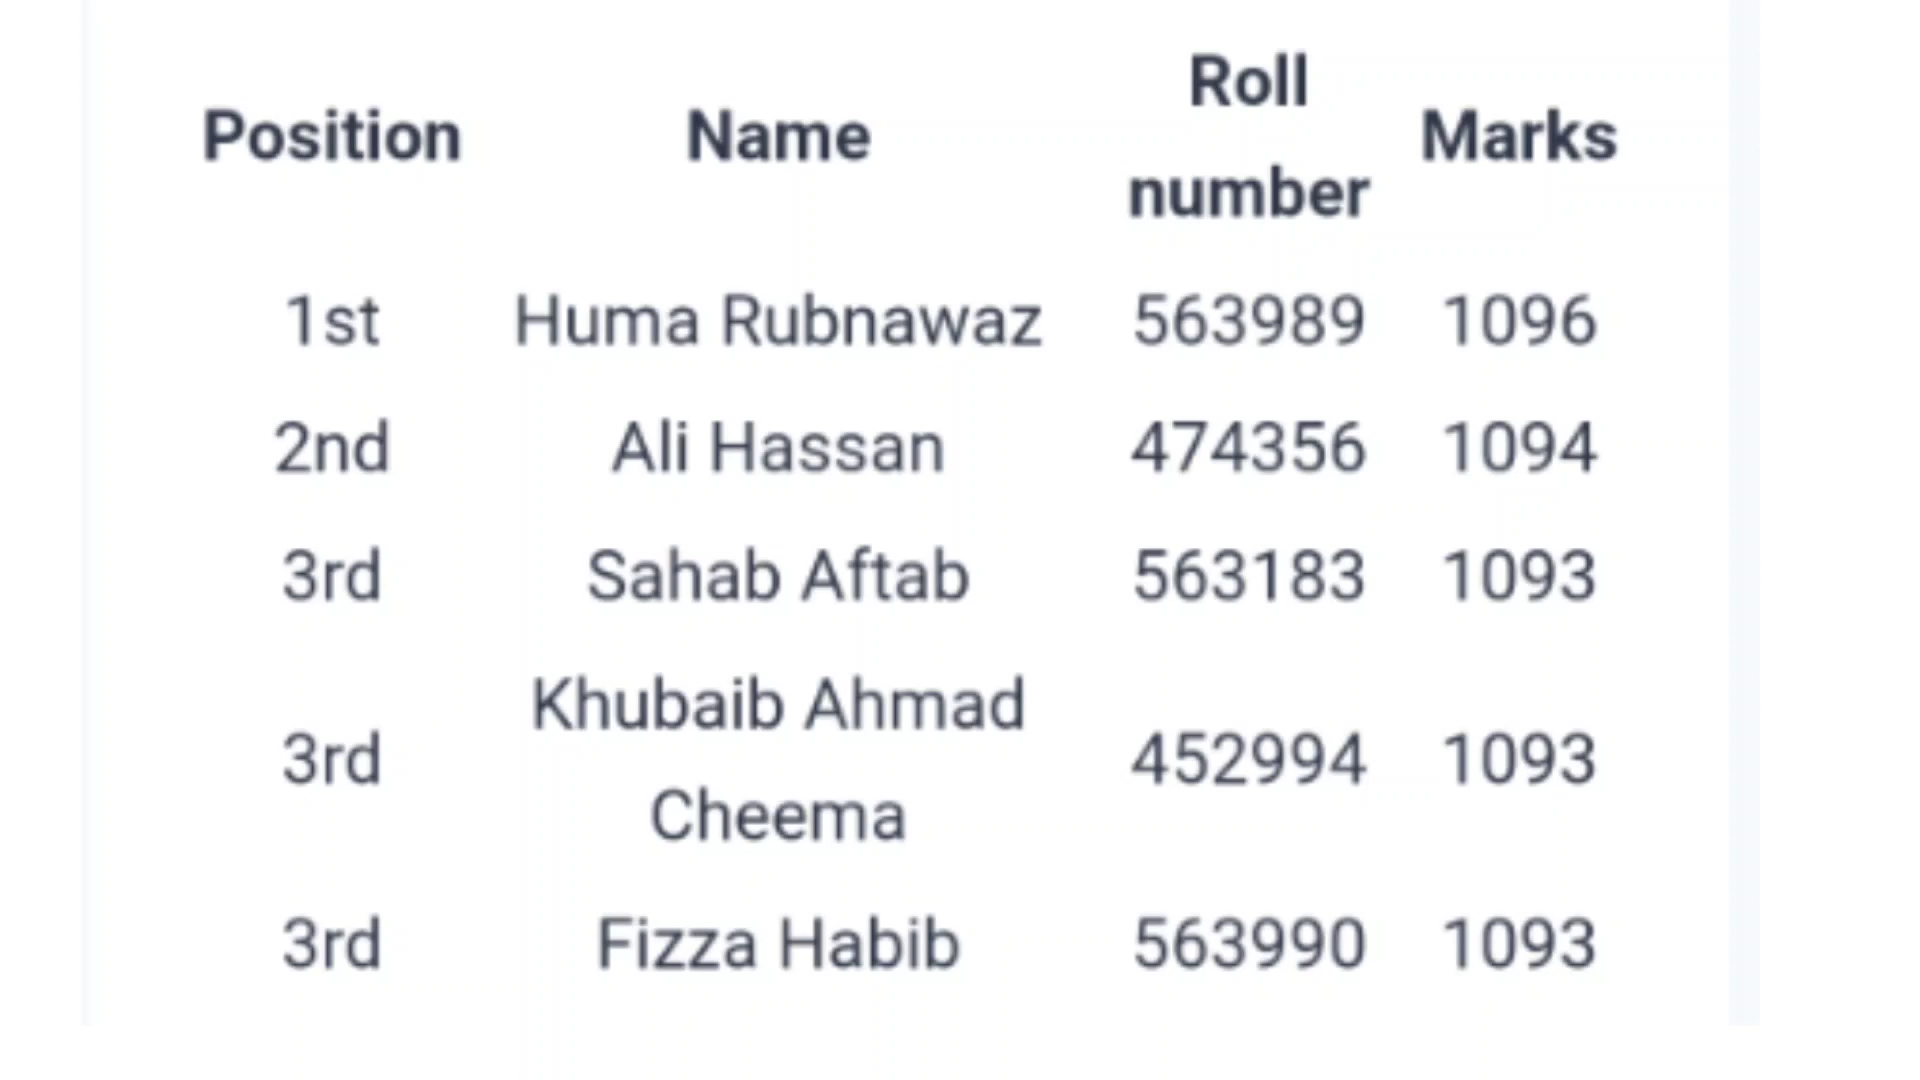 Position Name Roll number Marks
1st Huma Rubnawaz 563989 1096
2nd Ali Hassan 474356 1094
3rd Sahab Aftab 563183 1093
3rd Khubaib Ahmad Cheema 452994 1093
3rd Fizza Habib 563990 1093